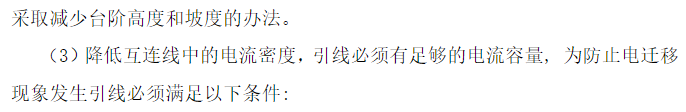 采取减少台阶高度和坡度的办法。
（3）降低互连线中的电流密度，引线必须有足够的电流容量, 为防止电迁移
现象发生引线必须满足以下条件: